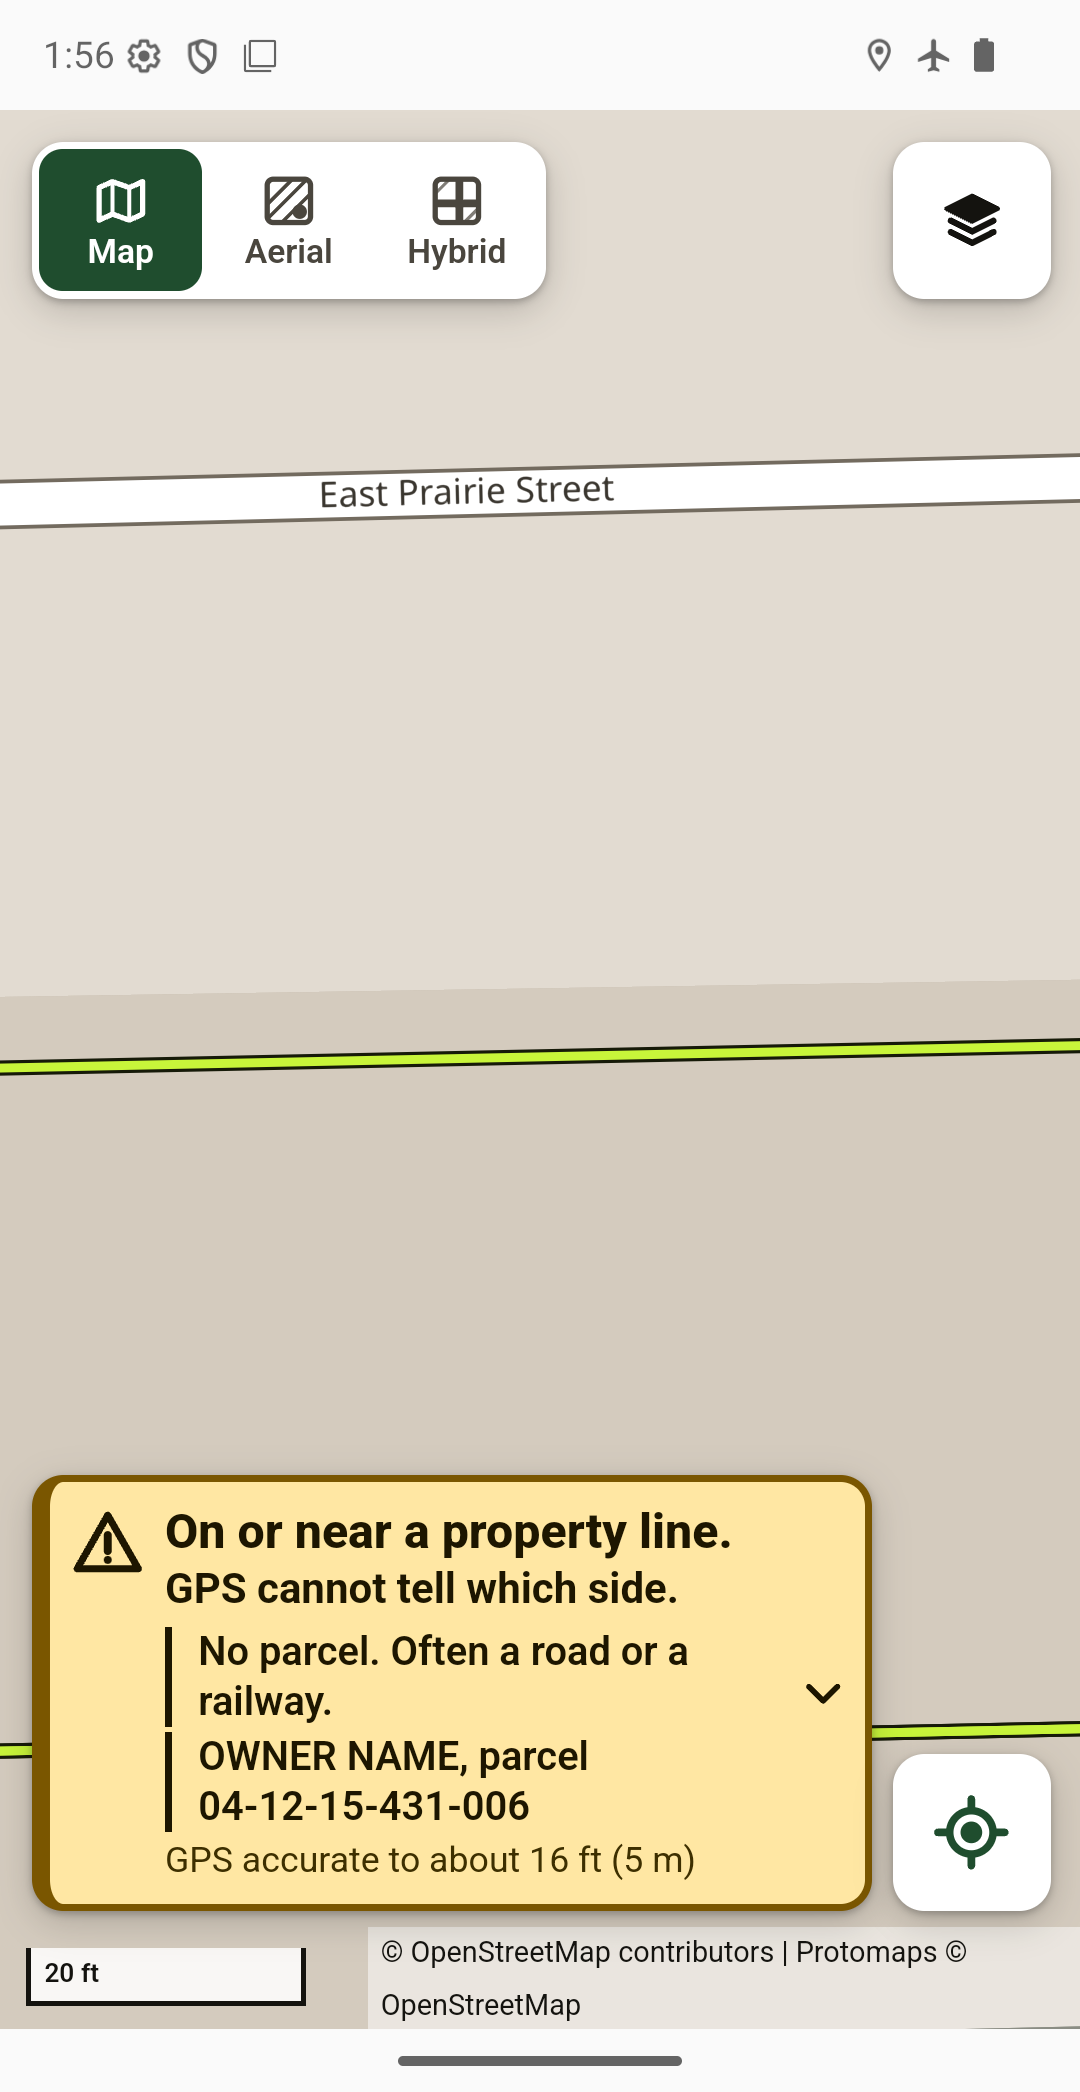 1:56
Map
Aerial
Hybrid
East Prairie Street
On or near a property line.
GPS cannot tell which side.
No parcel. Often a road or a
railway.
OWNER NAME, parcel
04-12-15-431-006
GPS accurate to about 16 ft (5 m)
20 ft
© OpenStreetMap contributors | Protomaps ©
OpenStreetMap